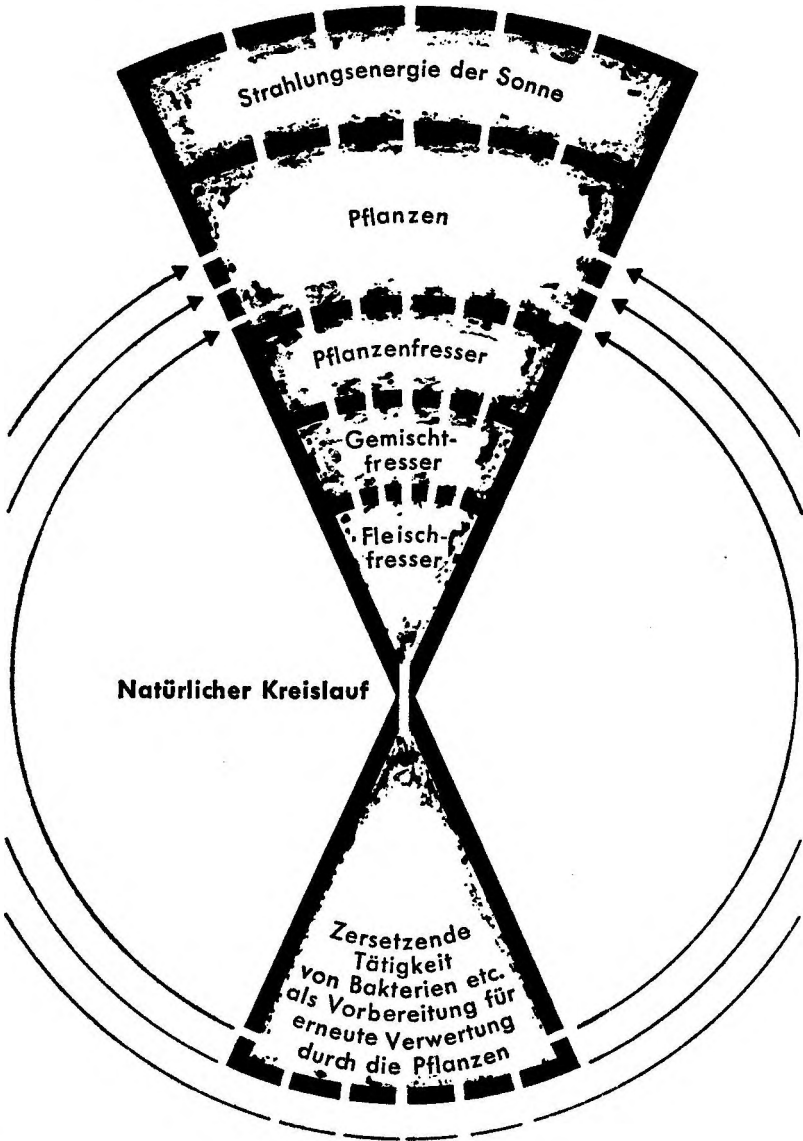 Strahlungsenergie der Sonne
Pflanzen
Pflanzenfresser
Gemischt-
fresser
Fleisch-
fresser
Natürlicher Kreislauf
Zersetzende
Tätigkeit
von Bakterien etc.
als Vorbereitung für
erneute Verwertung
durch die Pflanzen